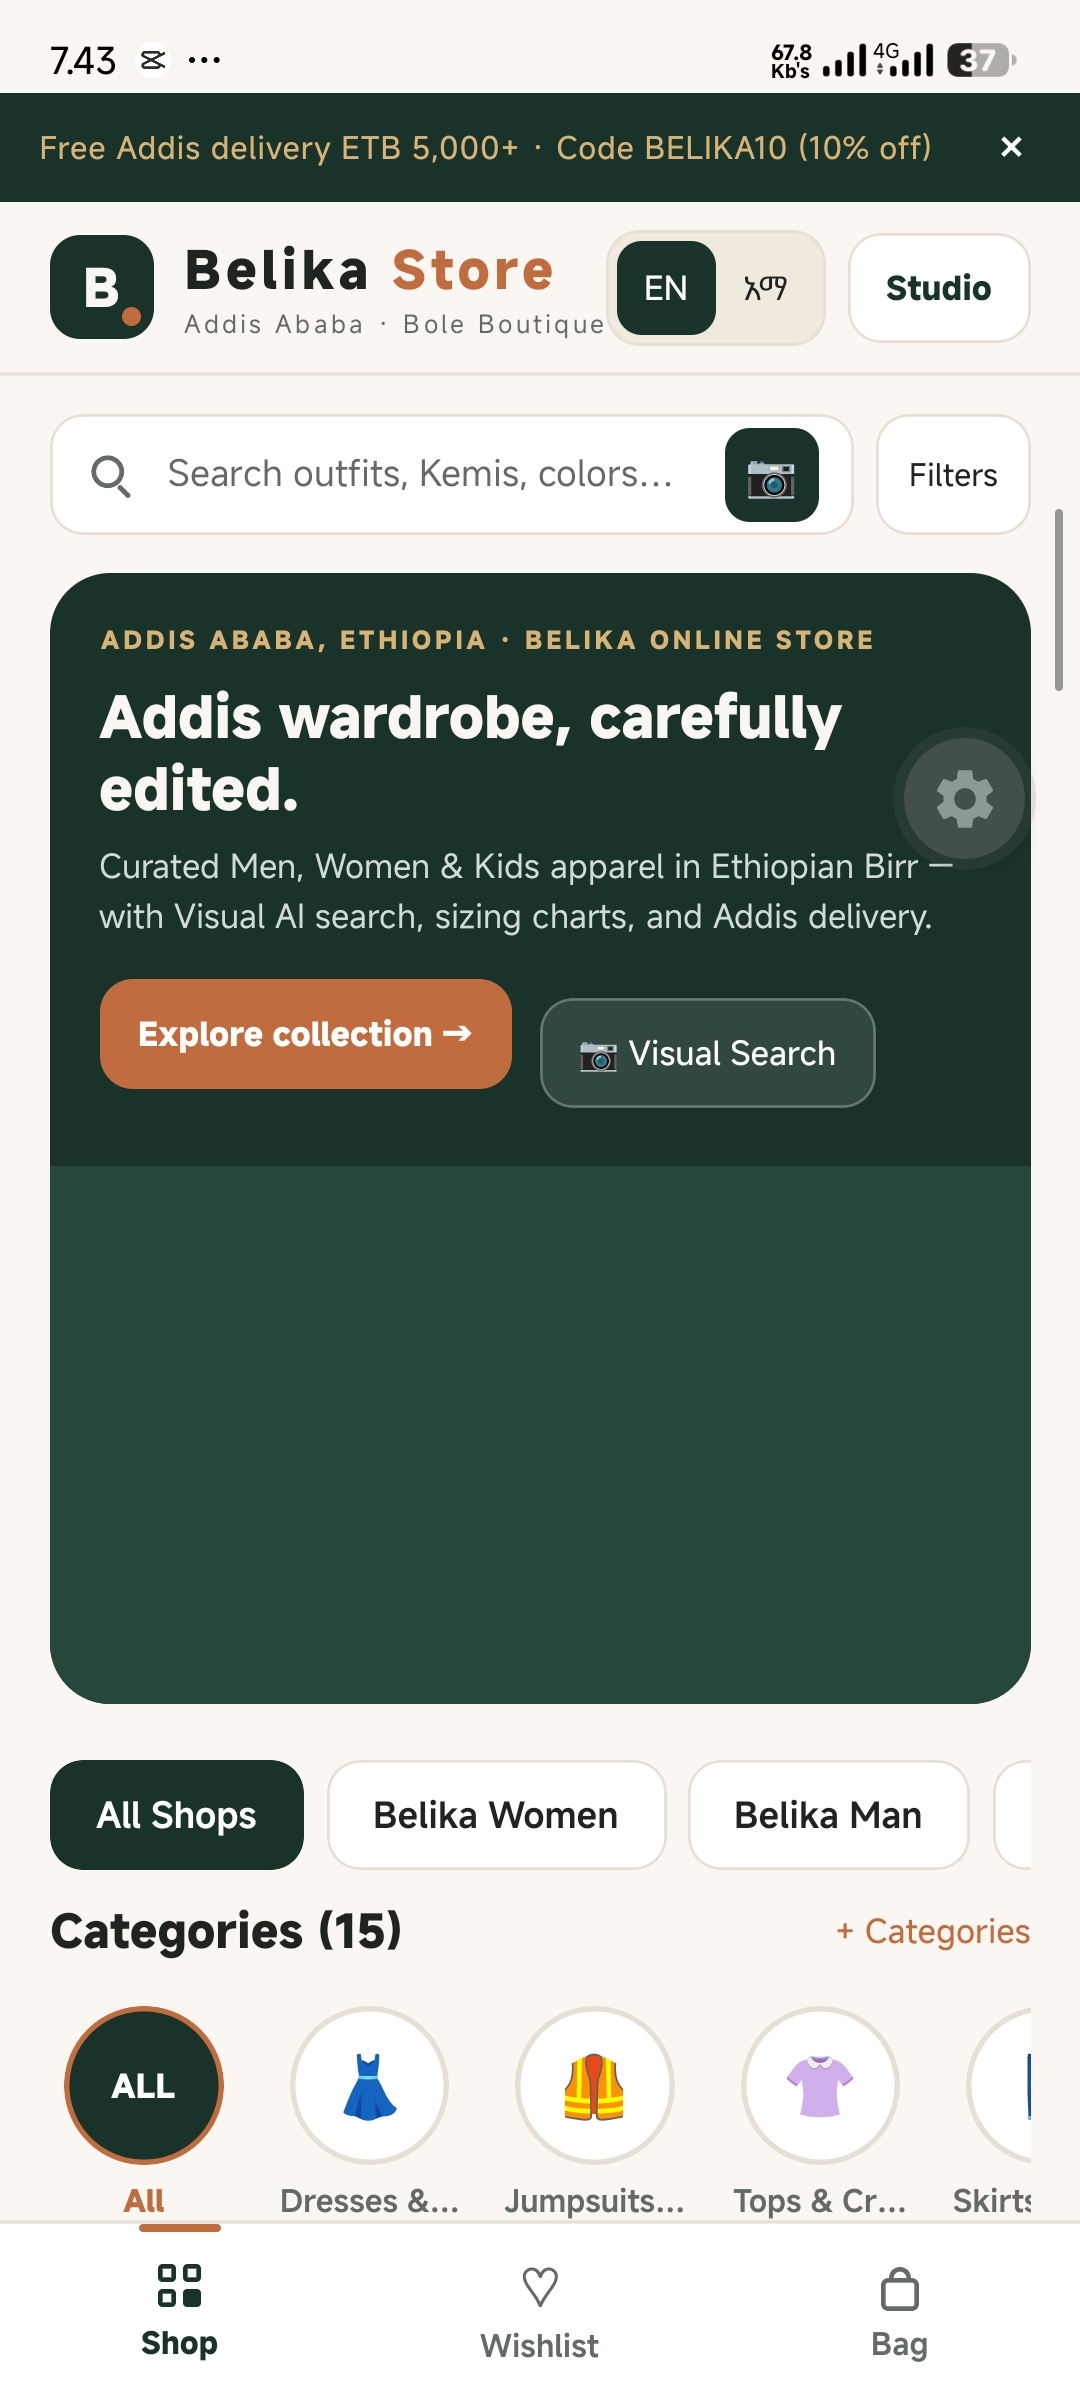 7.43
67.8 Kb's
4G
37
Free Addis delivery ETB 5,000+ · Code BELIKA10 (10% off) ×
B
Belika Store
Addis Ababa · Bole Boutique
EN
አማ
Studio
Search outfits, Kemis, colors...
Filters
ADDIS ABABA, ETHIOPIA · BELIKA ONLINE STORE
Addis wardrobe, carefully
edited.
Curated Men, Women & Kids apparel in Ethiopian Birr —
with Visual AI search, sizing charts, and Addis delivery.
Explore collection →
Visual Search
All Shops
Belika Women
Belika Man
Categories (15)
+ Categories
ALL
All
Dresses &...
Jumpsuits...
Tops & Cr...
Skirts
Shop
Wishlist
Bag